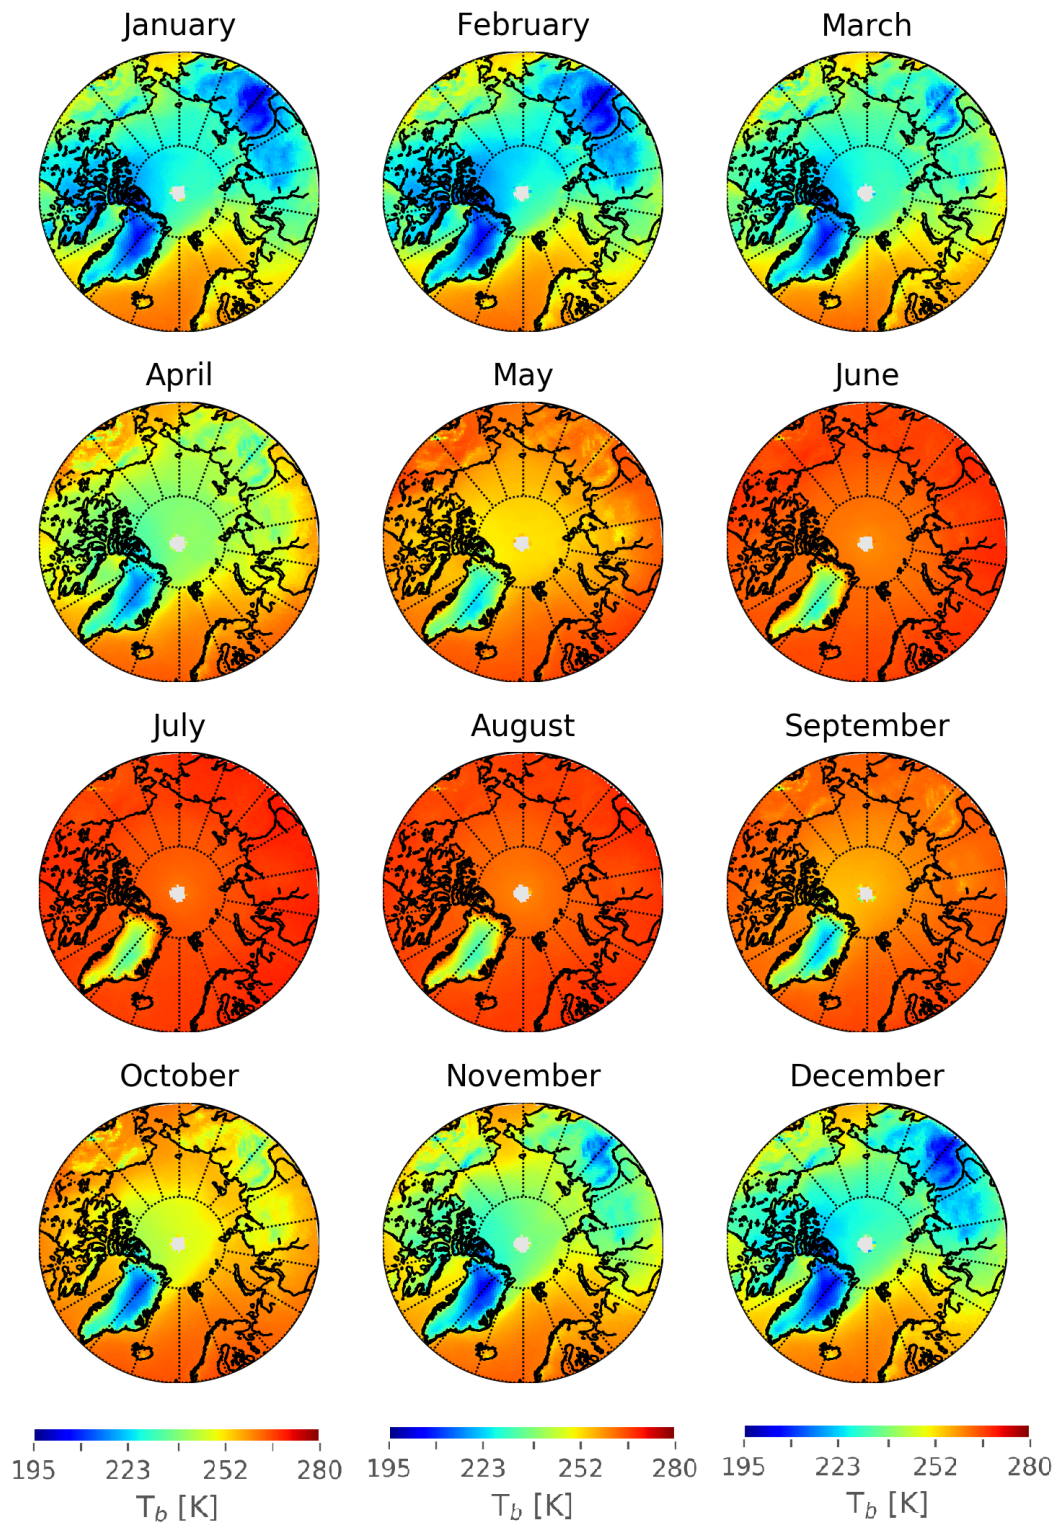 January February March
April May June
July August September
October November December
195 223 252 280 195 223 252 280 195 223 252 280
T_b [K] T_b [K] T_b [K]